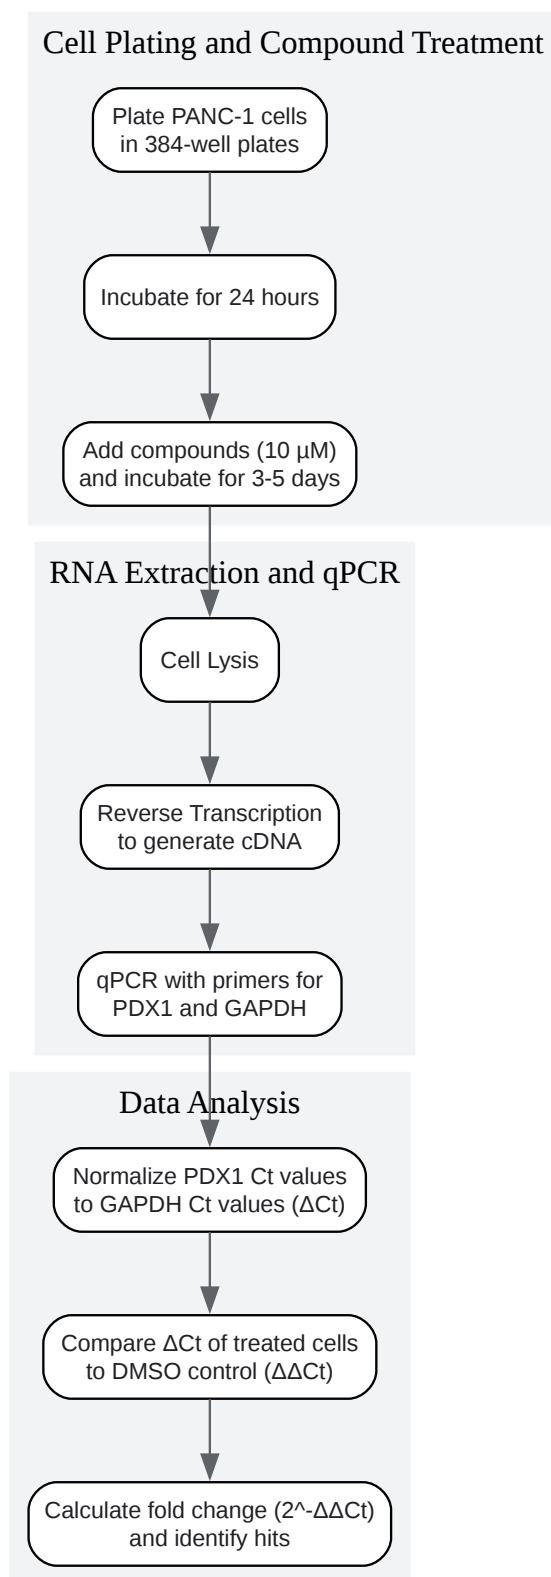 Cell Plating and Compound Treatment
Plate PANC-1 cells
in 384-well plates
Incubate for 24 hours
Add compounds (10 µM)
and incubate for 3-5 days
RNA Extraction and qPCR
Cell Lysis
Reverse Transcription
to generate cDNA
qPCR with primers for
PDX1 and GAPDH
Data Analysis
Normalize PDX1 Ct values
to GAPDH Ct values (ΔCt)
Compare ΔCt of treated cells
to DMSO control (ΔΔCt)
Calculate fold change (2^-ΔΔCt)
and identify hits